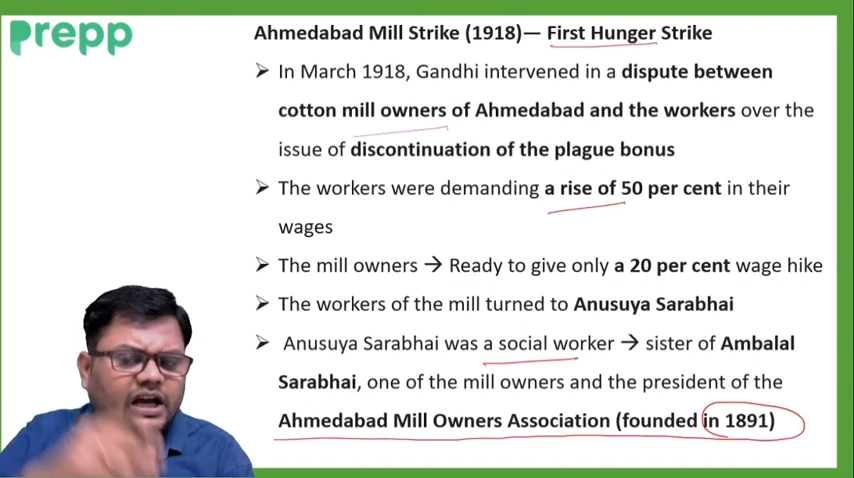 prepp
Ahmedabad Mill Strike (1918)— First Hunger Strike
➢ In March 1918, Gandhi intervened in a dispute between
cotton mill owners of Ahmedabad and the workers over the
issue of discontinuation of the plague bonus
➢ The workers were demanding a rise of 50 per cent in their
wages
➢ The mill owners → Ready to give only a 20 per cent wage hike
➢ The workers of the mill turned to Anusuya Sarabhai
➢ Anusuya Sarabhai was a social worker → sister of Ambalal
Sarabhai, one of the mill owners and the president of the
Ahmedabad Mill Owners Association (founded in 1891)